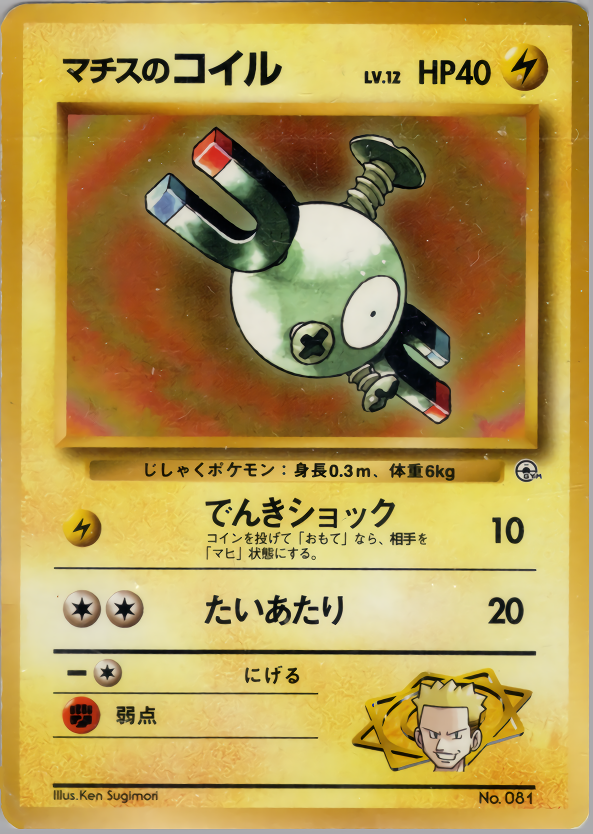 マチスのコイル LV.12 HP40
じしゃくポケモン：身長0.3m、体重6kg
GYM
でんきショック 10
コインを投げて「おもて」なら、相手を
「マヒ」状態にする。
たいあたり 20
にげる
弱点
Illus.Ken Sugimori No.081